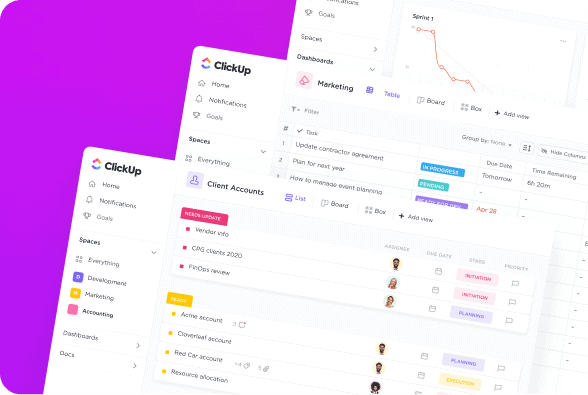 Notifications
Goals
Spaces
Dashboards
Sprint 1
ClickUp
Home
Notifications
Goals
Spaces
Everything
Marketing
Table
Board
Box
Add view
Filter
Group by: None
Hide Columns
#
Task
Due Date
Time Remaining
1
Update contractor agreement
IN PROGRESS
Tomorrow
6h 20m
2
Plan for next year
PENDING
-
-
3
How to manage event planning
Apr 26
-
ClickUp
Home
Notifications
Goals
Spaces
Everything
D
Development
M
Marketing
Accounting
Dashboards
Docs
Client Accounts
List
Board
Box
Add view
NEEDS UPDATE
ASSIGNEE
DUE DATE
STAGE
PRIORITY
Vendor info
INITIATION
CPG clients 2020
INITIATION
FinOps review
PLANNING
Acme account
3
PLANNING
Cloverleaf account
EXECUTION
Red Car account
+4
5
Resource allocation